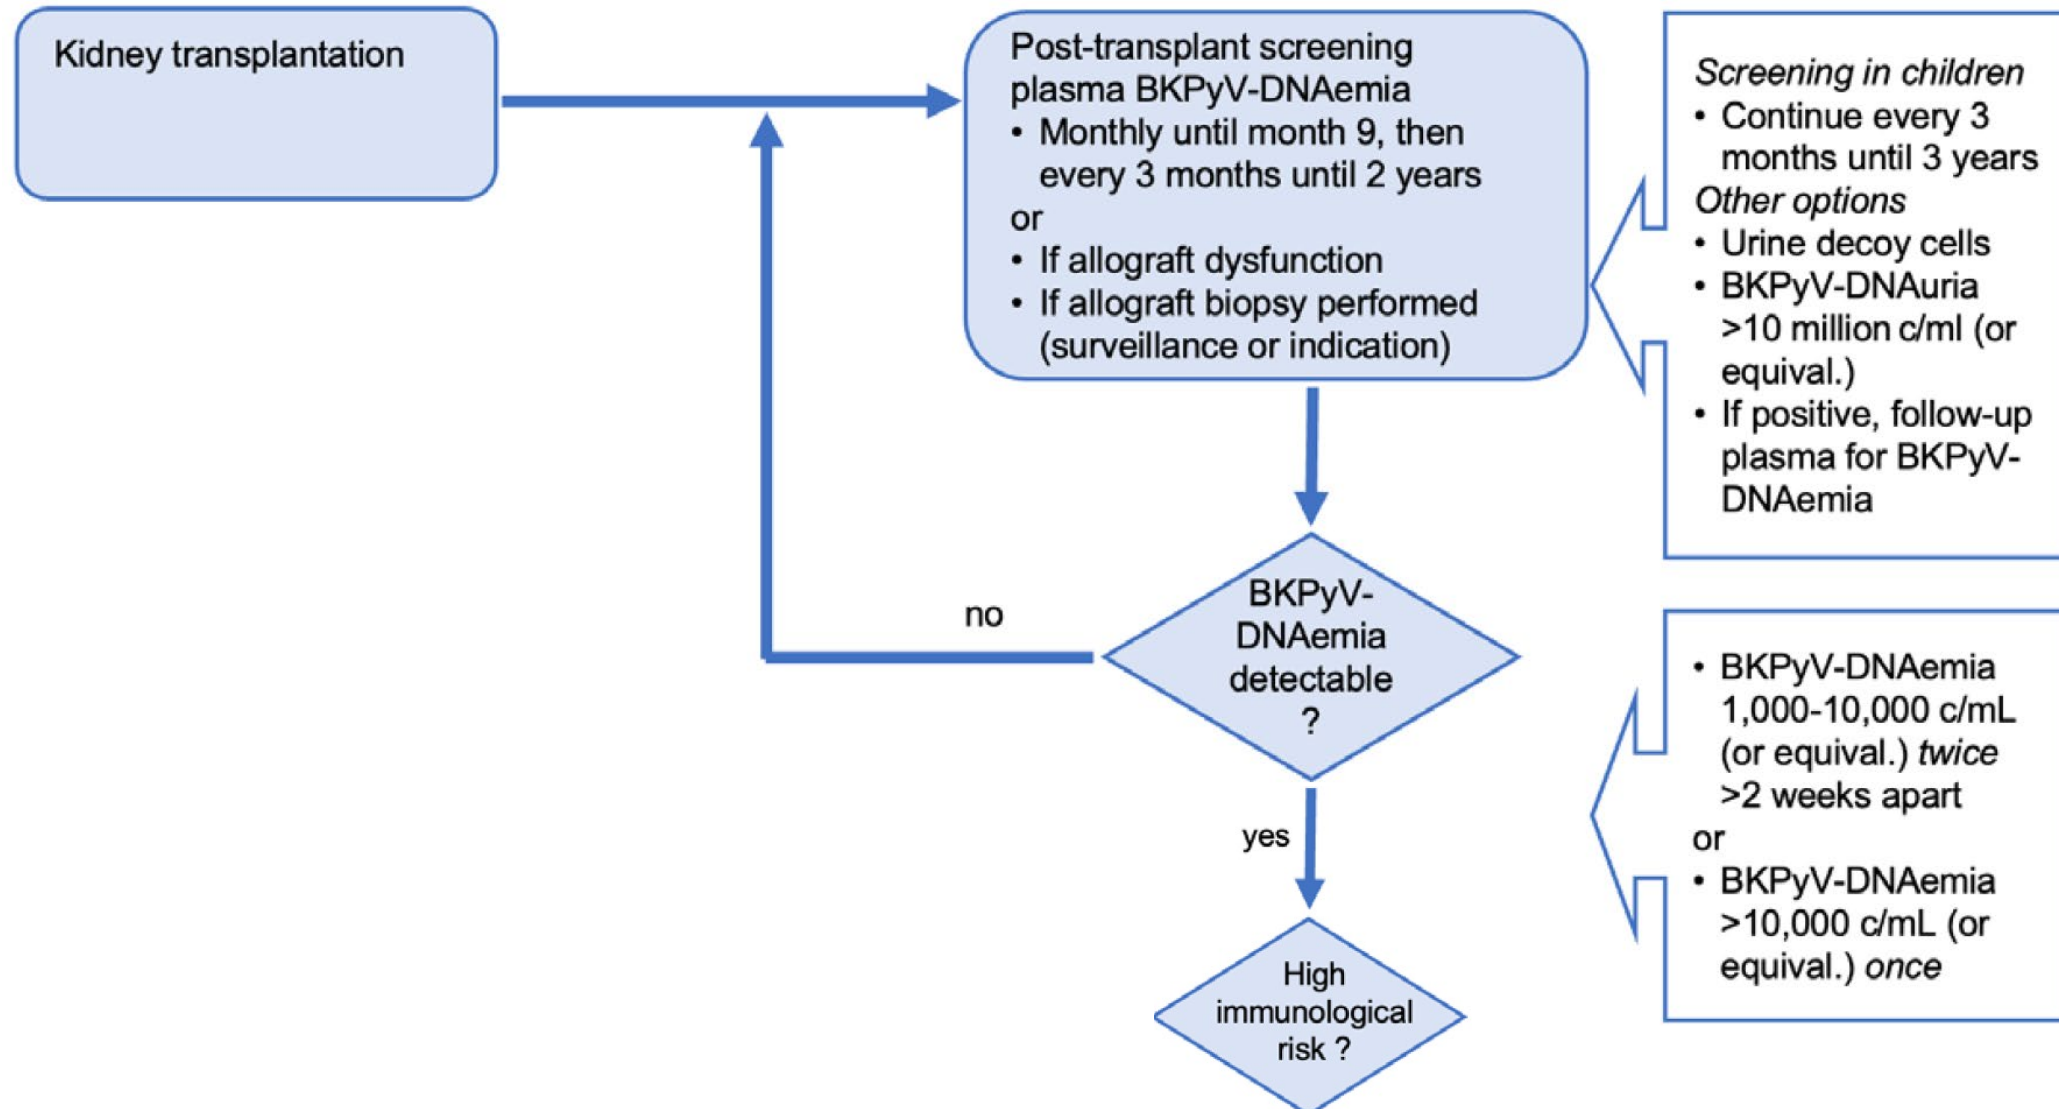 Kidney transplantation
Post-transplant screening
plasma BKPyV-DNAemia
• Monthly until month 9, then
every 3 months until 2 years
or
• If allograft dysfunction
• If allograft biopsy performed
(surveillance or indication)
Screening in children
• Continue every 3
months until 3 years
Other options
• Urine decoy cells
• BKPyV-DNAuria
>10 million c/ml (or
equival.)
• If positive, follow-up
plasma for BKPyV-
DNAemia
BKPyV-
DNAemia
detectable
?
no
yes
• BKPyV-DNAemia
1,000-10,000 c/mL
(or equival.) twice
>2 weeks apart
or
• BKPyV-DNAemia
>10,000 c/mL (or
equival.) once
High
immunological
risk ?